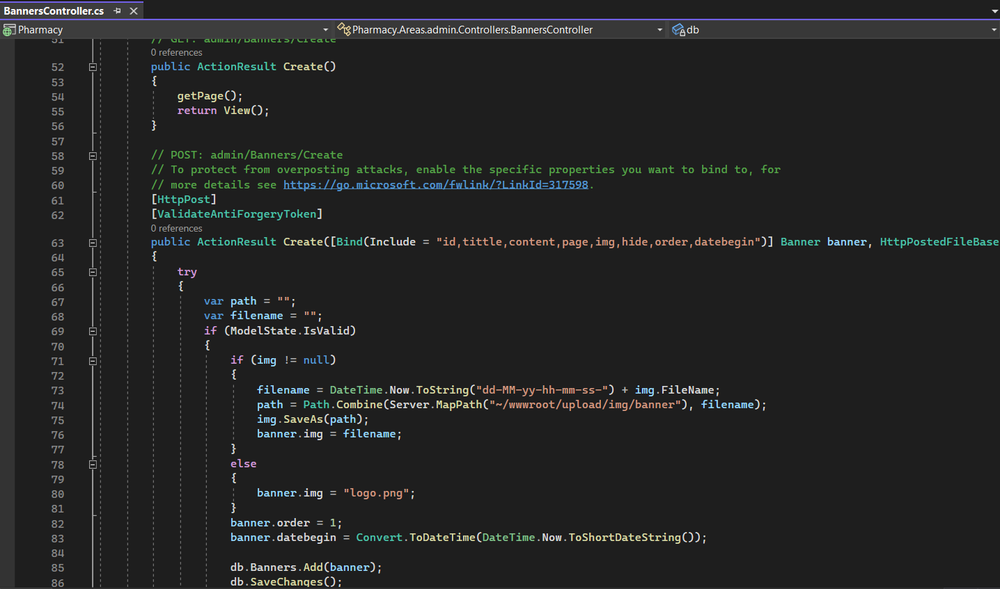 BannersController.cs
Pharmacy Pharmacy.Areas.admin.Controllers.BannersController db
51 // GET: admin/Banners/Create
0 references
52 public ActionResult Create()
53 {
54 getPage();
55 return View();
56 }
57
58 // POST: admin/Banners/Create
59 // To protect from overposting attacks, enable the specific properties you want to bind to, for
60 // more details see https://go.microsoft.com/fwlink/?LinkId=317598.
61 [HttpPost]
62 [ValidateAntiForgeryToken]
0 references
63 public ActionResult Create([Bind(Include = "id,tittle,content,page,img,hide,order,datebegin")] Banner banner, HttpPostedFileBase
64 {
65 try
66 {
67 var path = "";
68 var filename = "";
69 if (ModelState.IsValid)
70 {
71 if (img != null)
72 {
73 filename = DateTime.Now.ToString("dd-MM-yy-hh-mm-ss-") + img.FileName;
74 path = Path.Combine(Server.MapPath("~/wwwroot/upload/img/banner"), filename);
75 img.SaveAs(path);
76 banner.img = filename;
77 }
78 else
79 {
80 banner.img = "logo.png";
81 }
82 banner.order = 1;
83 banner.datebegin = Convert.ToDateTime(DateTime.Now.ToShortDateString());
84
85 db.Banners.Add(banner);
86 db.SaveChanges();